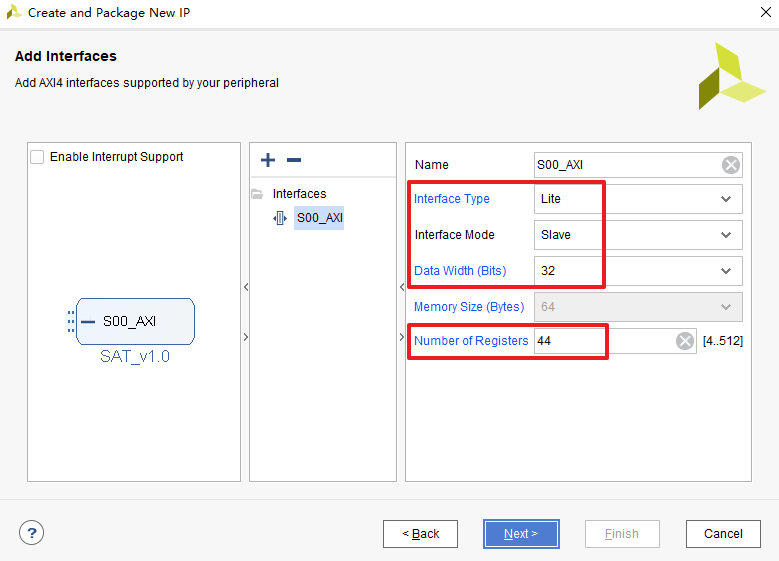 Create and Package New IP
Add Interfaces
Add AXI4 interfaces supported by your peripheral
Enable Interrupt Support
S00_AXI
SAT_v1.0
Interfaces
S00_AXI
Name S00_AXI
Interface Type Lite
Interface Mode Slave
Data Width (Bits) 32
Memory Size (Bytes) 64
Number of Registers 44 [4..512]
? < Back Next > Finish Cancel